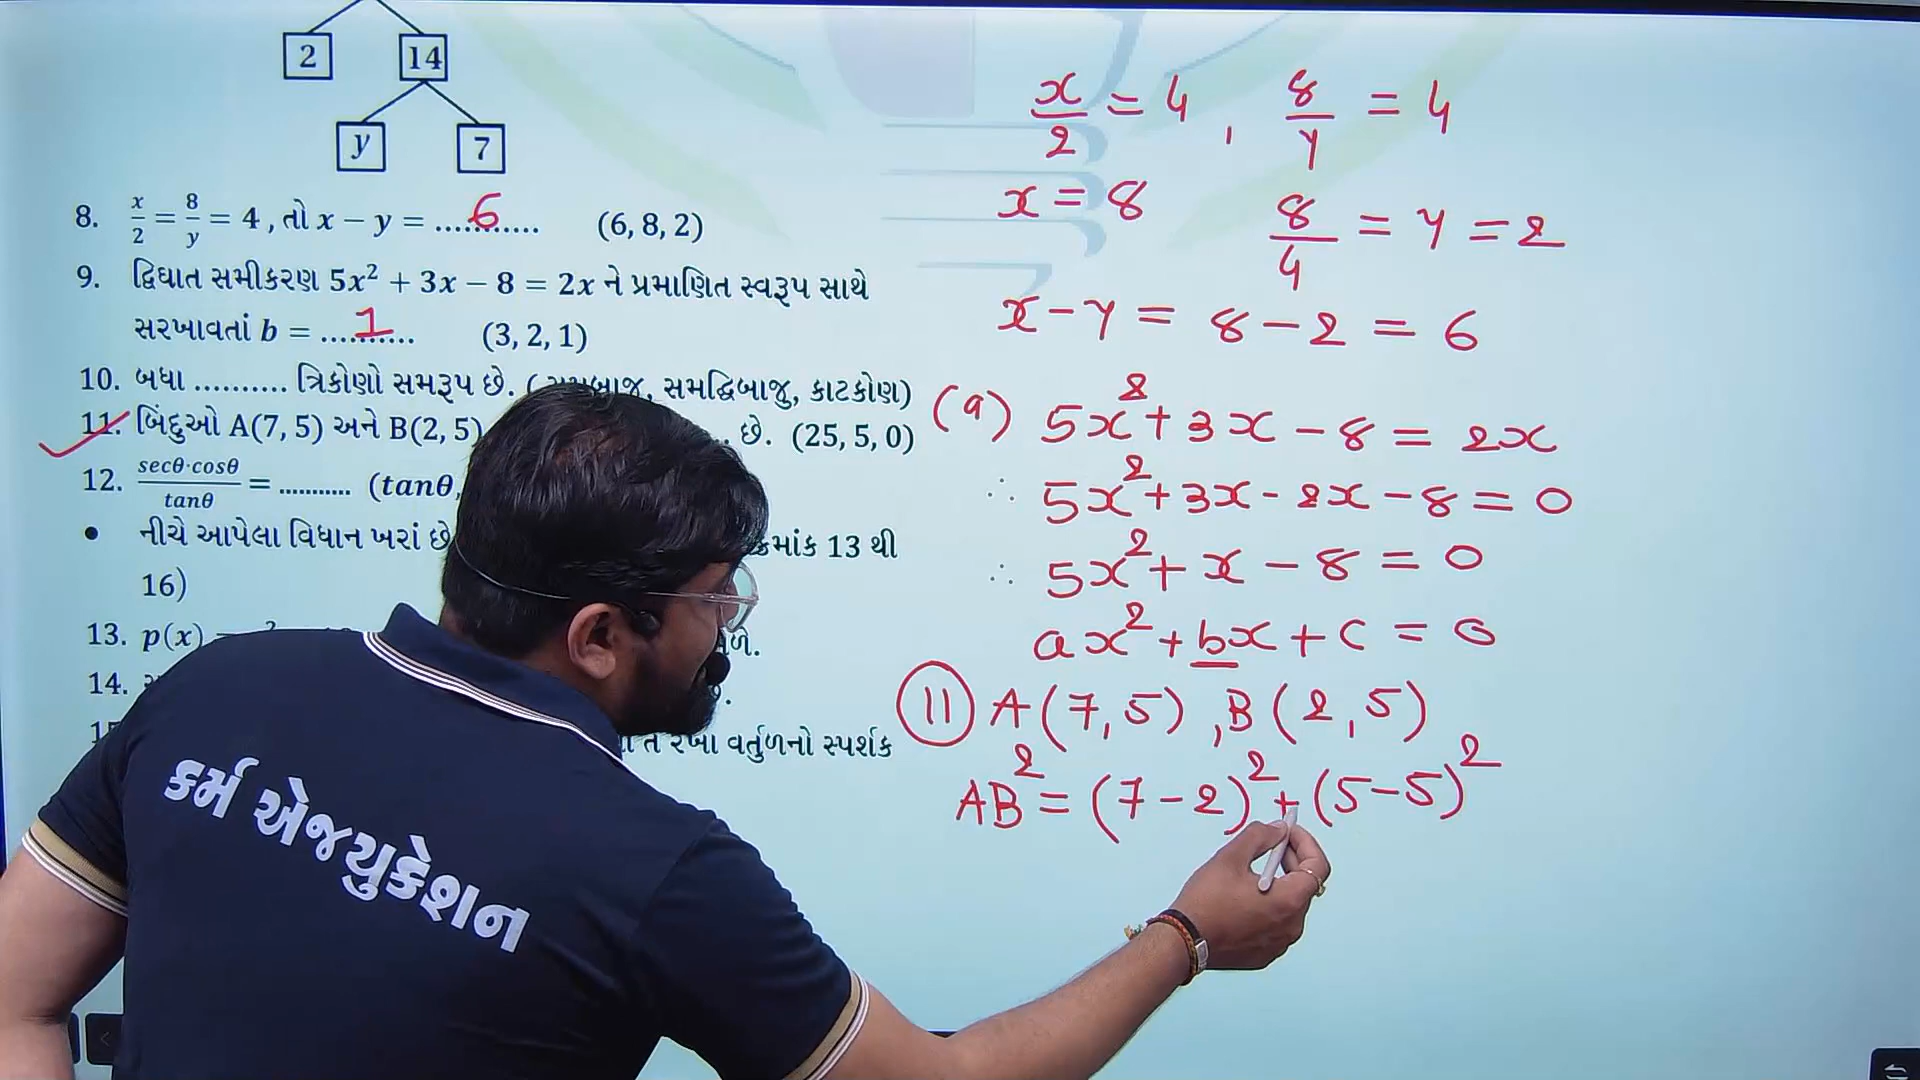 2
14
y
7
8. x/2 = 8/y = 4 , તો x − y = ............ 6 (6, 8, 2)
9. દ્વિઘાત સમીકરણ 5x² + 3x − 8 = 2x ને પ્રમાણિત સ્વરૂપ સાથે
સરખાવતાં b = .......... 1 (3, 2, 1)
10. બધા .......... ત્રિકોણો સમરૂપ છે. ( સમદ્વિબાજુ, કાટકોણ)
11. બિંદુઓ A(7, 5) અને B(2, 5) છે. (25, 5, 0)
12. secθ·cosθ/tanθ = ........... (tanθ,
• નીચે આપેલા વિધાન ખરાં છે ક્રમાંક 13 થી
16)
13. p(x)
14.
તે રેખા વર્તુળનો સ્પર્શક
x/2 = 4 , 8/y = 4
x = 8
8/4 = y = 2
x − y = 8 − 2 = 6
(9) 5x² + 3x − 8 = 2x
∴ 5x² + 3x − 2x − 8 = 0
∴ 5x² + x − 8 = 0
ax² + bx + c = 0
11 A(7, 5) , B(2, 5)
AB² = (7 − 2)² + (5 − 5)²
કર્મ એજ્યુકેશન